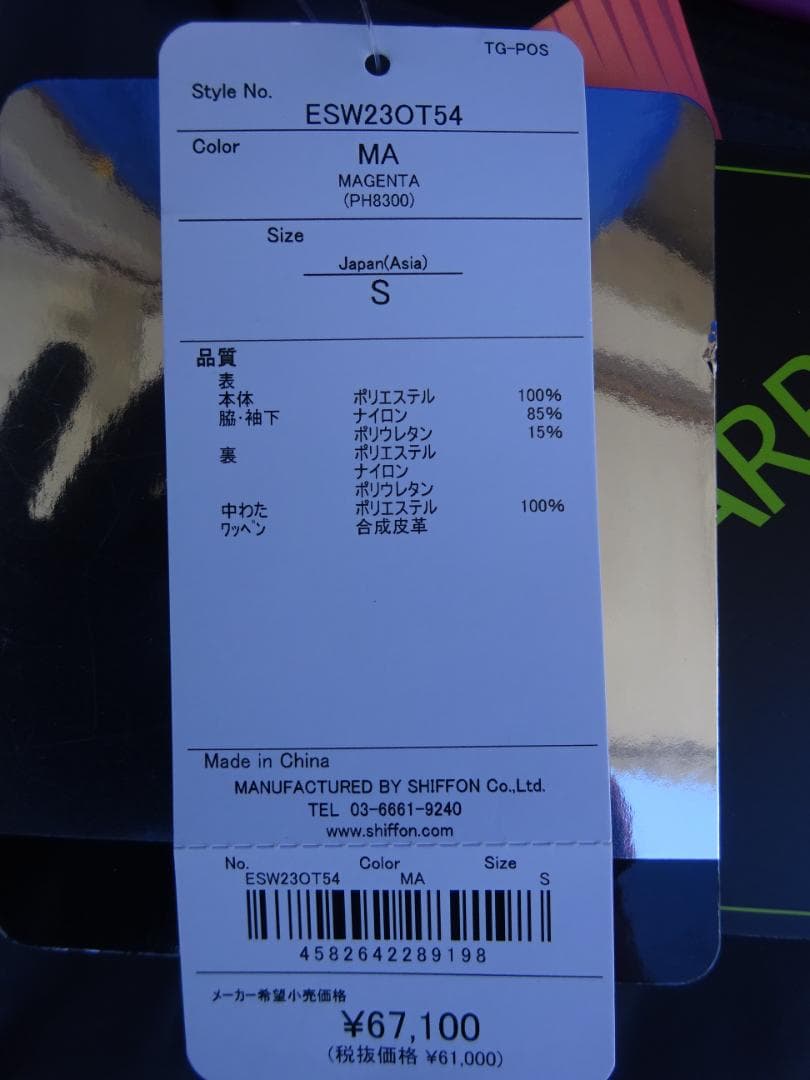 TG-POS
Style No.
ESW23OT54
Color
MA
MAGENTA
(PH8300)
Size
Japan(Asia)
S
品質
表
本体 ポリエステル 100%
脇・袖下 ナイロン 85%
ポリウレタン 15%
裏 ポリエステル
ナイロン
ポリウレタン
中わた ポリエステル 100%
ワッペン 合成皮革
Made in China
MANUFACTURED BY SHIFFON Co.,Ltd.
TEL 03-6661-9240
www.shiffon.com
No. Color Size
ESW23OT54 MA S
4582642289198
メーカー希望小売価格
¥67,100
(税抜価格 ¥61,000)